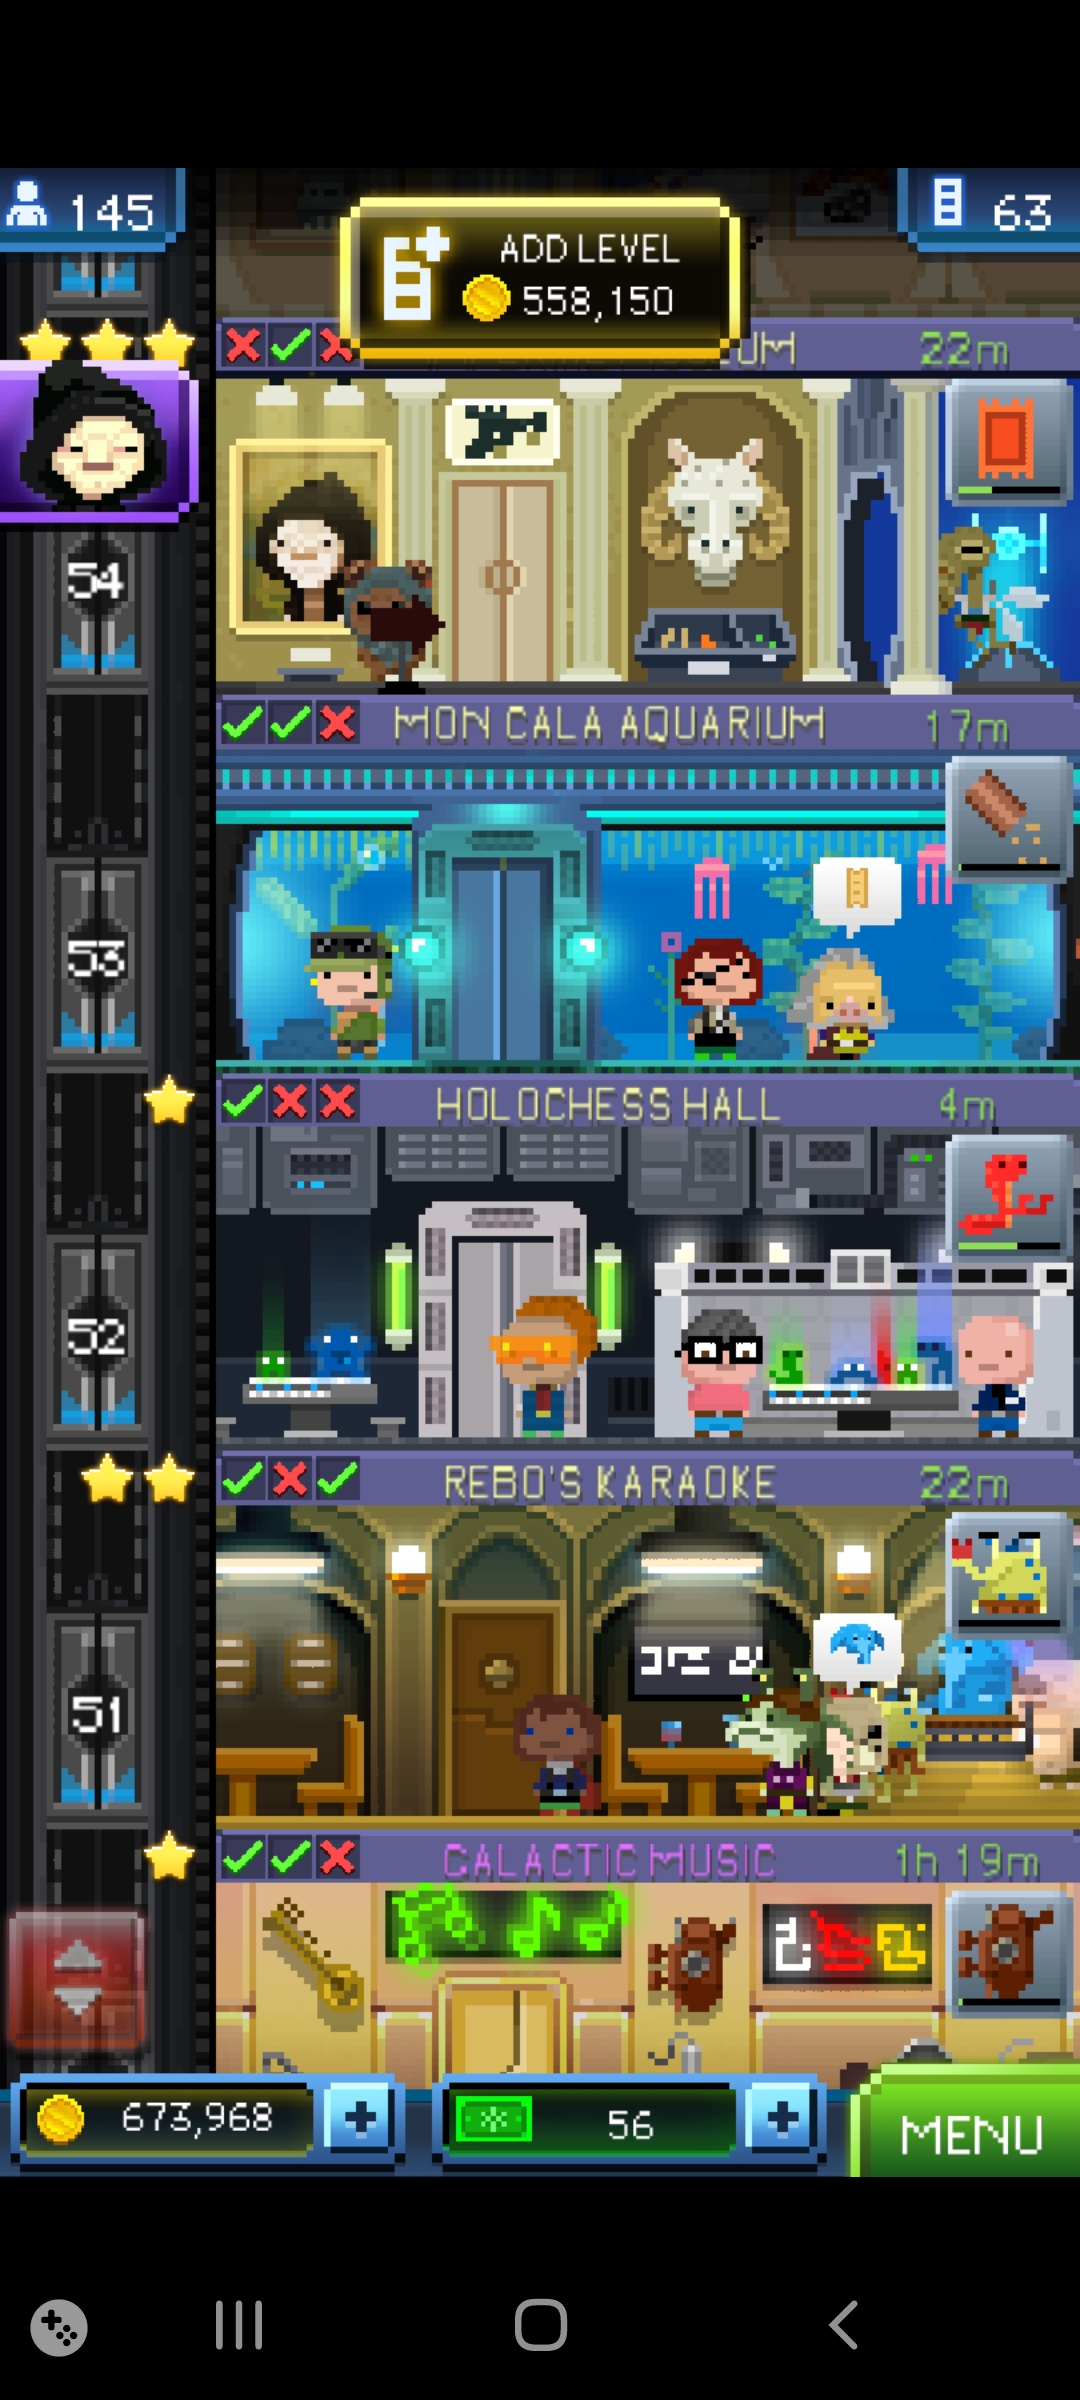 145
ADD LEVEL
558,150
63
22m
54
MON CALA AQUARIUM 17m
53
HOLOCHESS HALL 4m
52
REBO'S KARAOKE 22m
51
GALACTIC MUSIC 1h 19m
673,968
56
MENU